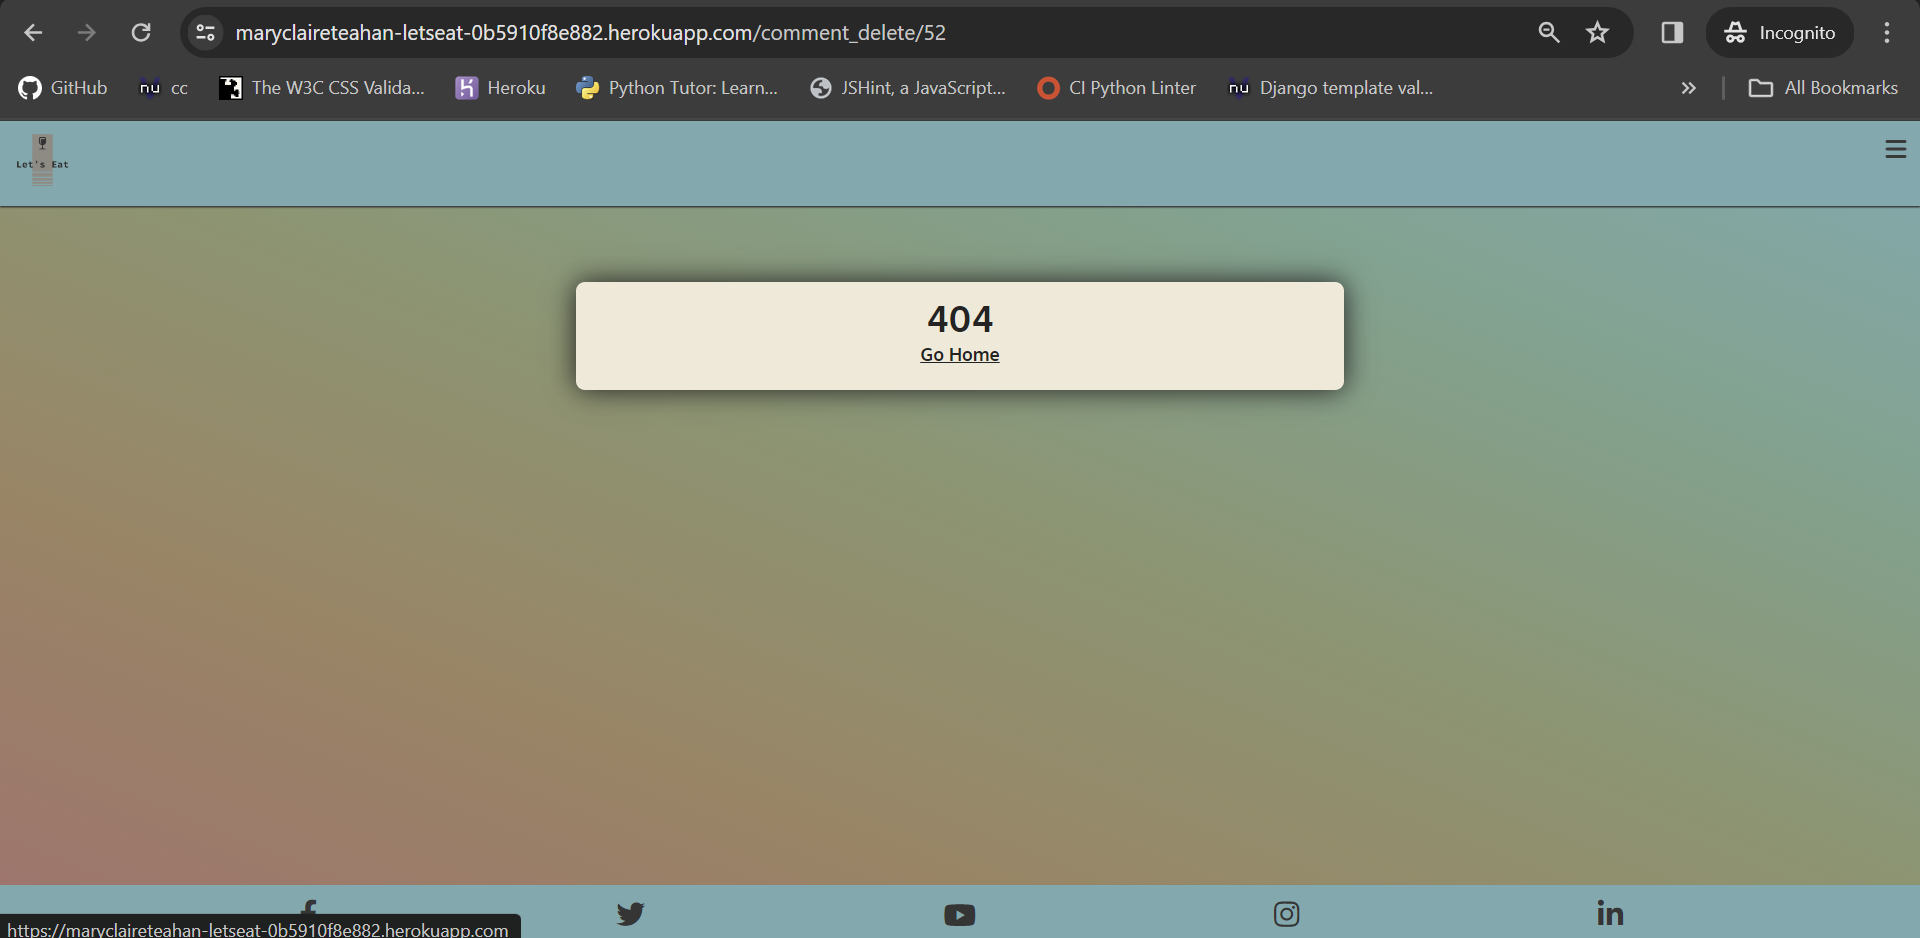 maryclaireteahan-letseat-0b5910f8e882.herokuapp.com/comment_delete/52
Incognito
GitHub
cc
The W3C CSS Valida...
Heroku
Python Tutor: Learn...
JSHint, a JavaScript...
CI Python Linter
Django template val...
All Bookmarks
Let's Eat
404
Go Home
https://maryclaireteahan-letseat-0b5910f8e882.herokuapp.com